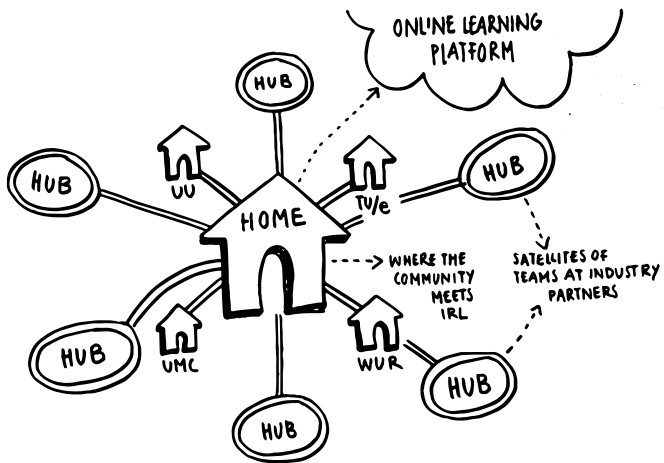 ONLINE LEARNING
PLATFORM
HUB
UU
TU/e
HUB
HUB
HOME
WHERE THE
COMMUNITY
MEETS
IRL
SATELLITES OF
TEAMS AT INDUSTRY
PARTNERS
HUB
UMC
WUR
HUB
HUB